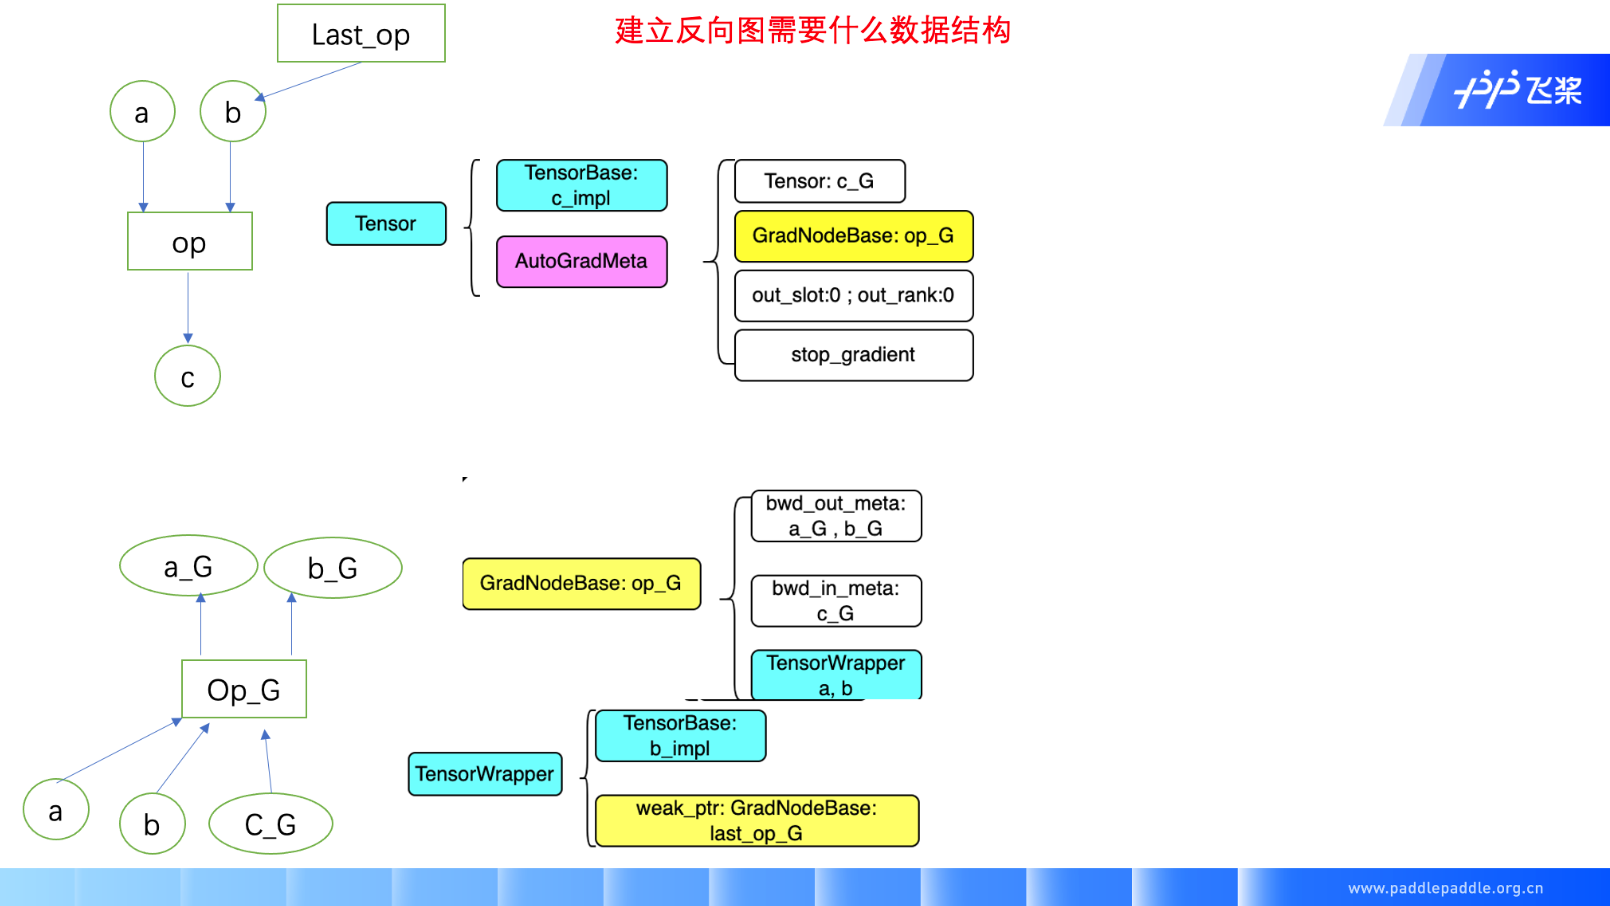 建立反向图需要什么数据结构
飞桨
Last_op
a
b
op
c
Tensor
TensorBase:
c_impl
AutoGradMeta
Tensor: c_G
GradNodeBase: op_G
out_slot:0 ; out_rank:0
stop_gradient
a_G
b_G
Op_G
a
b
C_G
GradNodeBase: op_G
bwd_out_meta:
a_G , b_G
bwd_in_meta:
c_G
TensorWrapper
a, b
TensorWrapper
TensorBase:
b_impl
weak_ptr: GradNodeBase:
last_op_G
www.paddlepaddle.org.cn